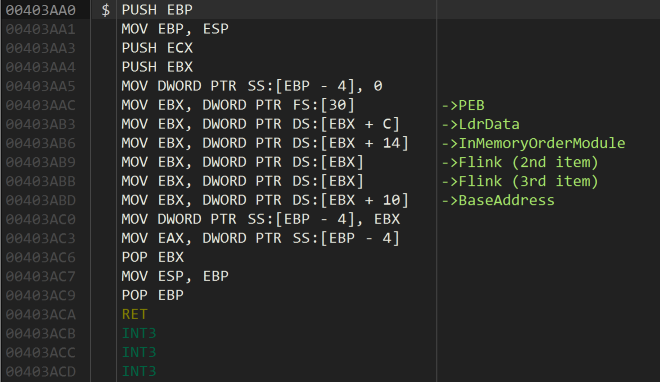 00403AA0 $ PUSH EBP
00403AA1 MOV EBP, ESP
00403AA3 PUSH ECX
00403AA4 PUSH EBX
00403AA5 MOV DWORD PTR SS:[EBP - 4], 0
00403AAC MOV EBX, DWORD PTR FS:[30] ->PEB
00403AB3 MOV EBX, DWORD PTR DS:[EBX + C] ->LdrData
00403AB6 MOV EBX, DWORD PTR DS:[EBX + 14] ->InMemoryOrderModule
00403AB9 MOV EBX, DWORD PTR DS:[EBX] ->Flink (2nd item)
00403ABB MOV EBX, DWORD PTR DS:[EBX] ->Flink (3rd item)
00403ABD MOV EBX, DWORD PTR DS:[EBX + 10] ->BaseAddress
00403AC0 MOV DWORD PTR SS:[EBP - 4], EBX
00403AC3 MOV EAX, DWORD PTR SS:[EBP - 4]
00403AC6 POP EBX
00403AC7 MOV ESP, EBP
00403AC9 POP EBP
00403ACA RET
00403ACB INT3
00403ACC INT3
00403ACD INT3